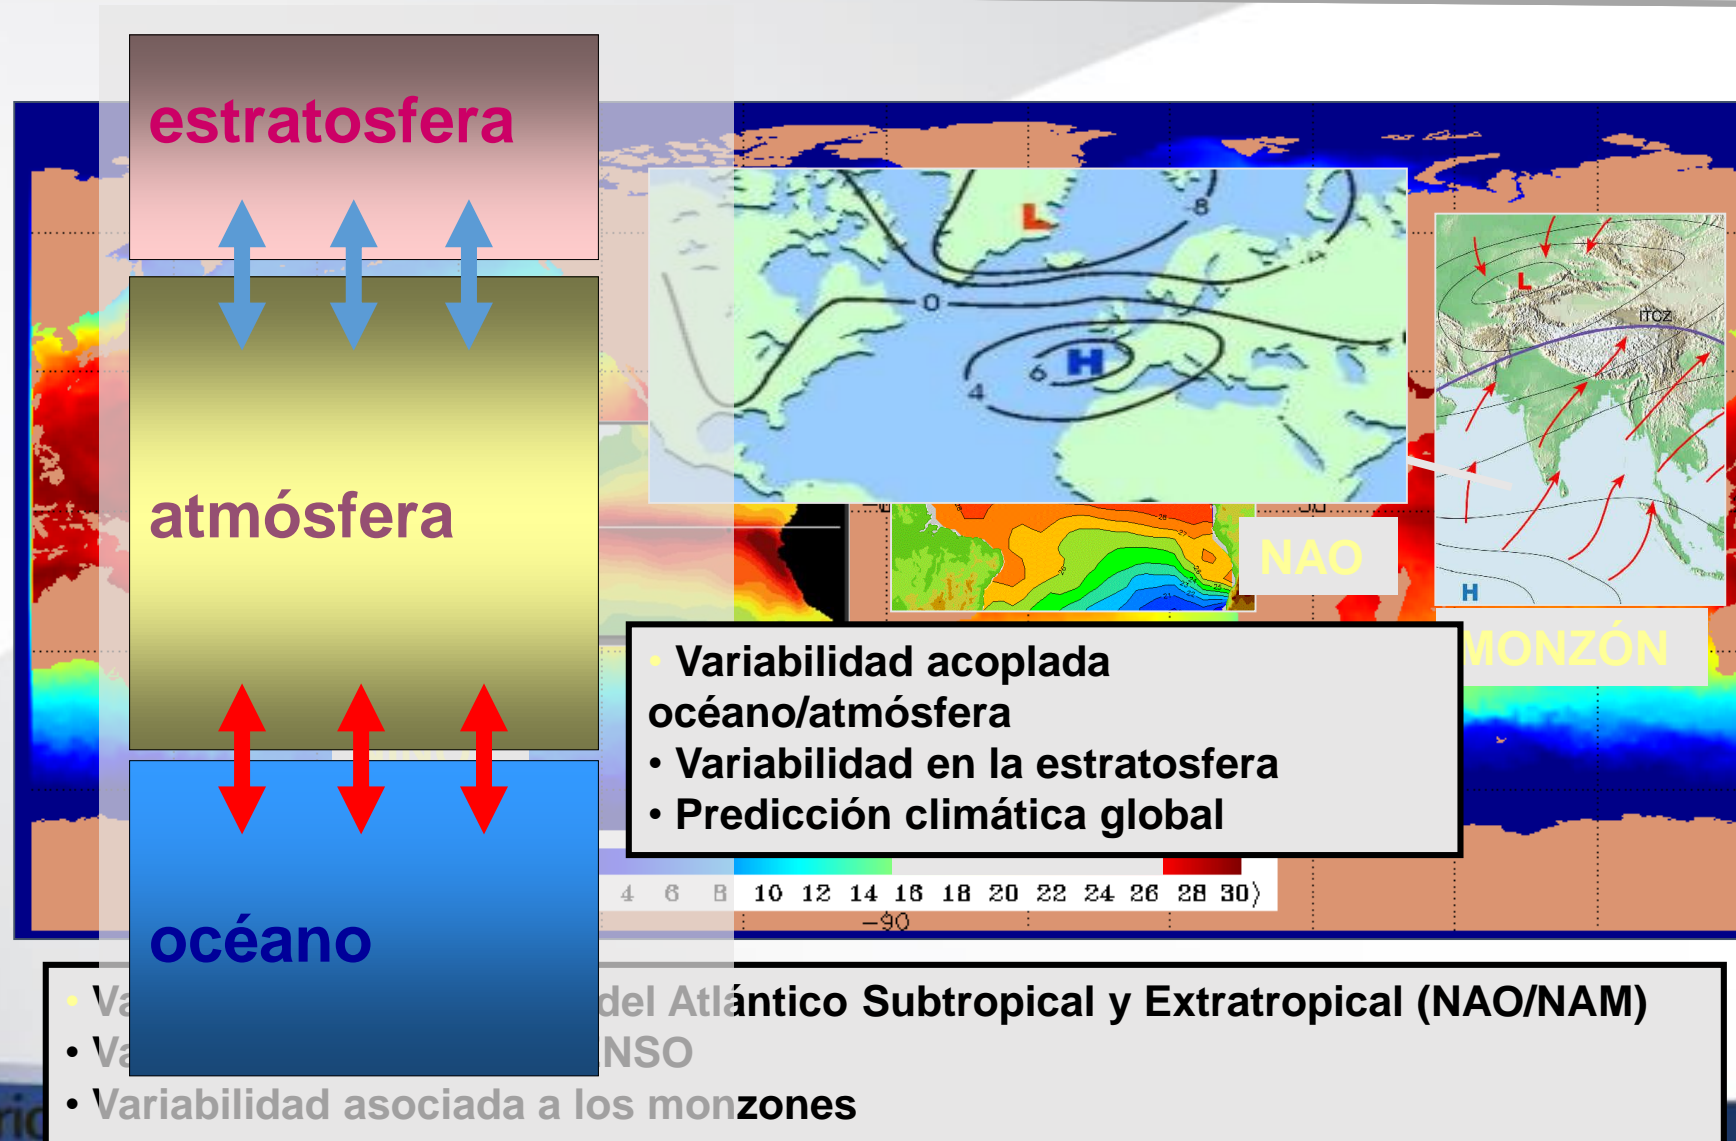 estratosfera
atmósfera
océano
L
8
0
H
6
4
L
ITCZ
H
NAO
MONZÓN
• Variabilidad acoplada
océano/atmósfera
• Variabilidad en la estratosfera
• Predicción climática global
4 6 8 10 12 14 16 18 20 22 24 26 28 30
−90
• del Atlántico Subtropical y Extratropical (NAO/NAM)
• NSO
• Variabilidad asociada a los monzones